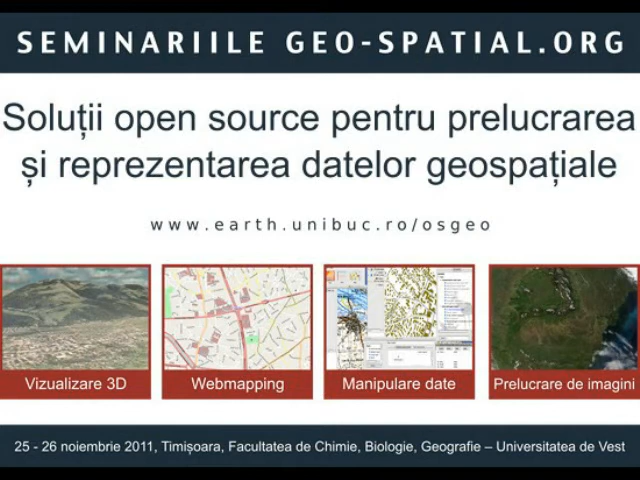 SEMINARIILE GEO-SPATIAL.ORG
Soluții open source pentru prelucrarea
și reprezentarea datelor geospațiale
www.earth.unibuc.ro/osgeo
Vizualizare 3D
Webmapping
Manipulare date
Prelucrare de imagini
25 - 26 noiembrie 2011, Timișoara, Facultatea de Chimie, Biologie, Geografie – Universitatea de Vest